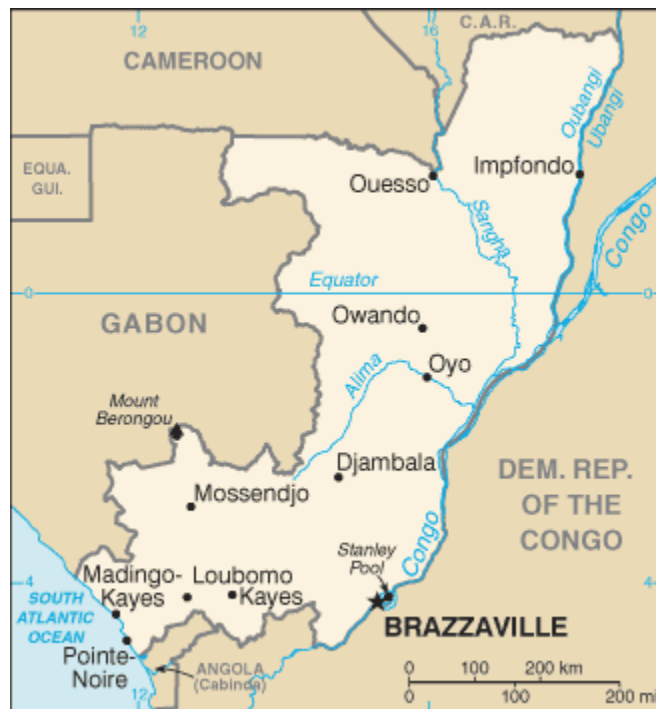 12
16
C.A.R.
CAMEROON
Oubangi
Ubangi
EQUA.
GUI.
Ouesso
Impfondo
Sangha
Congo
Equator
0
0
GABON
Owando
Oyo
Alima
Mount
Berongou
Djambala
DEM. REP.
OF THE
CONGO
Mossendjo
Congo
Stanley
Pool
4
4
Madingo-
Kayes
Loubomo
Kayes
SOUTH
ATLANTIC
OCEAN
BRAZZAVILLE
Pointe-
Noire
ANGOLA
(Cabinda)
12
0 100 200 km
0 100 200 mi